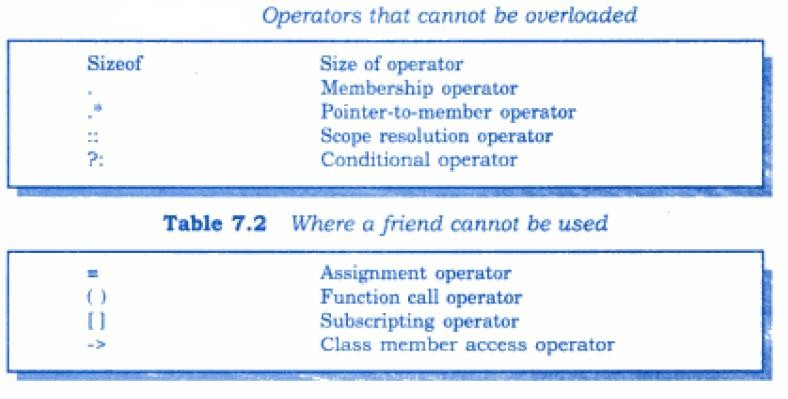 Operators that cannot be overloaded
Sizeof Size of operator
. Membership operator
.* Pointer-to-member operator
:: Scope resolution operator
?: Conditional operator
Table 7.2 Where a friend cannot be used
= Assignment operator
( ) Function call operator
[ ] Subscripting operator
-> Class member access operator